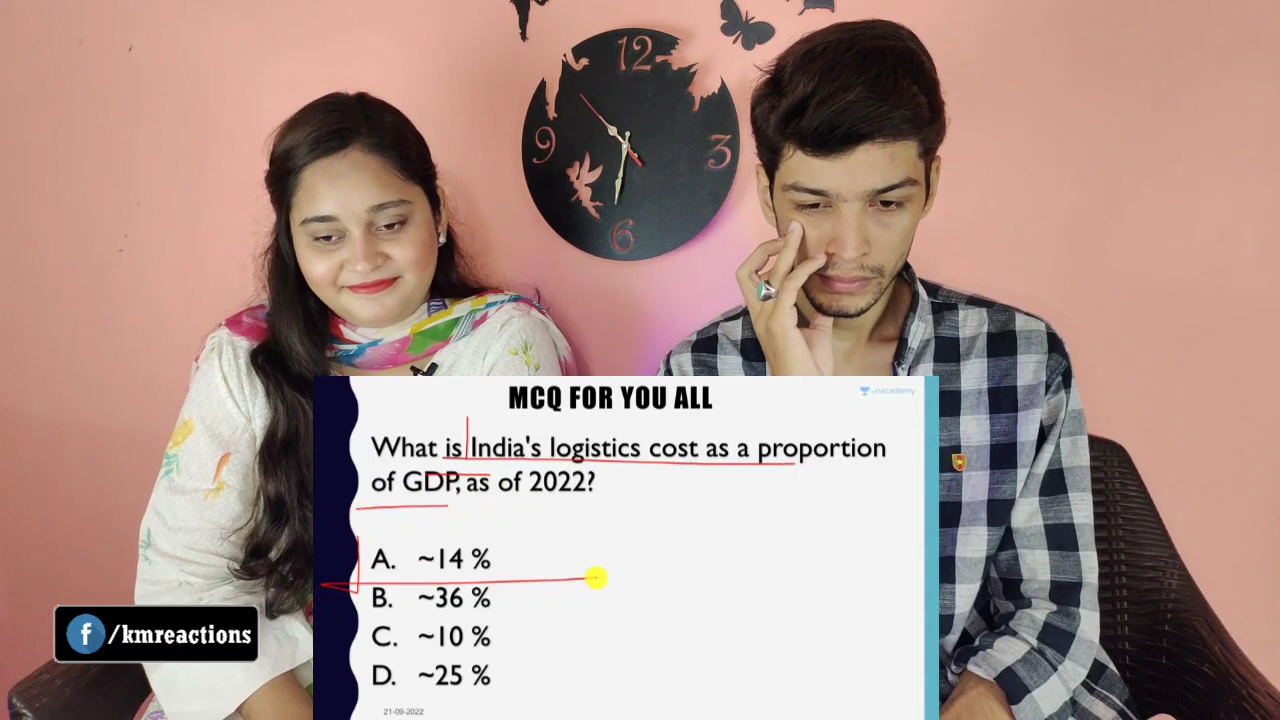 12
9
3
6
MCQ FOR YOU ALL
unacademy
What is India's logistics cost as a proportion
of GDP, as of 2022?
A. ~14 %
B. ~36 %
C. ~10 %
D. ~25 %
21-09-2022
f /kmreactions